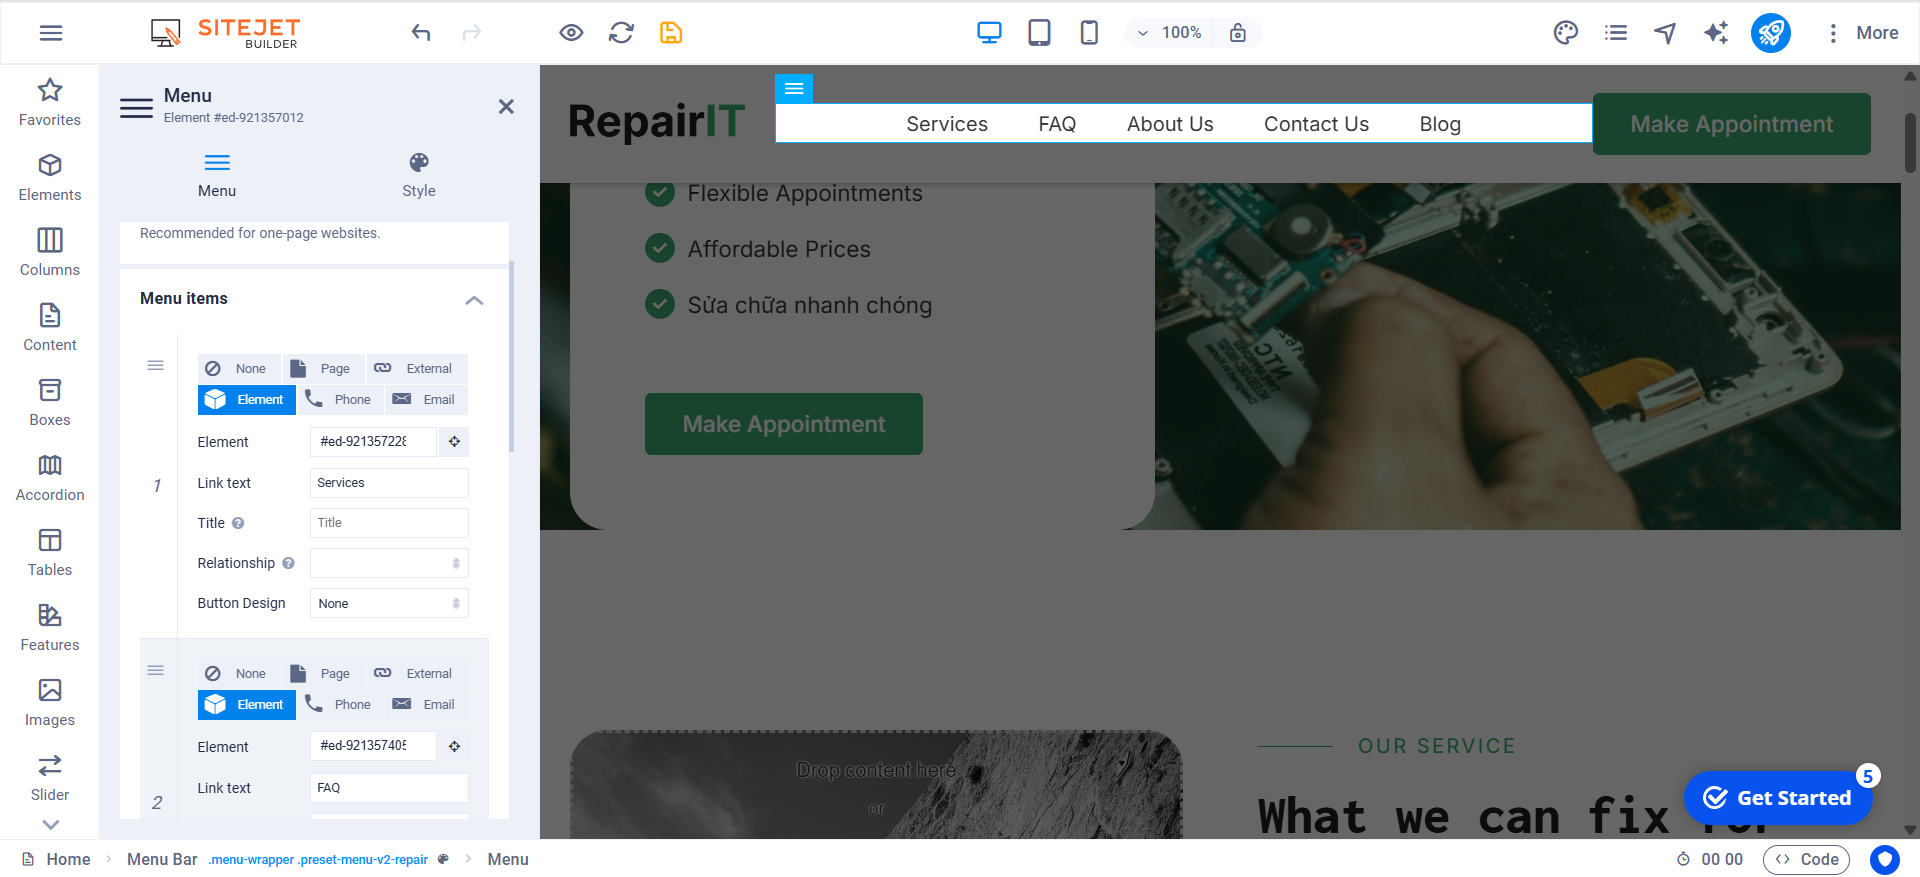 SITEJET
BUILDER
100%
More
Favorites
Elements
Columns
Content
Boxes
Accordion
Tables
Features
Images
Slider
Menu
Element #ed-921357012
Menu
Style
Recommended for one-page websites.
Menu items
1
None
Page
External
Element
Phone
Email
Element
#ed-921357228
Link text
Services
Title
Title
Relationship
Button Design
None
2
None
Page
External
Element
Phone
Email
Element
#ed-921357405
Link text
FAQ
RepairIT
Services
FAQ
About Us
Contact Us
Blog
Make Appointment
Flexible Appointments
Affordable Prices
Sửa chữa nhanh chóng
Make Appointment
Drop content here
or
OUR SERVICE
What we can fix for
5
Get Started
Home
Menu Bar
.menu-wrapper .preset-menu-v2-repair
Menu
00 00
Code